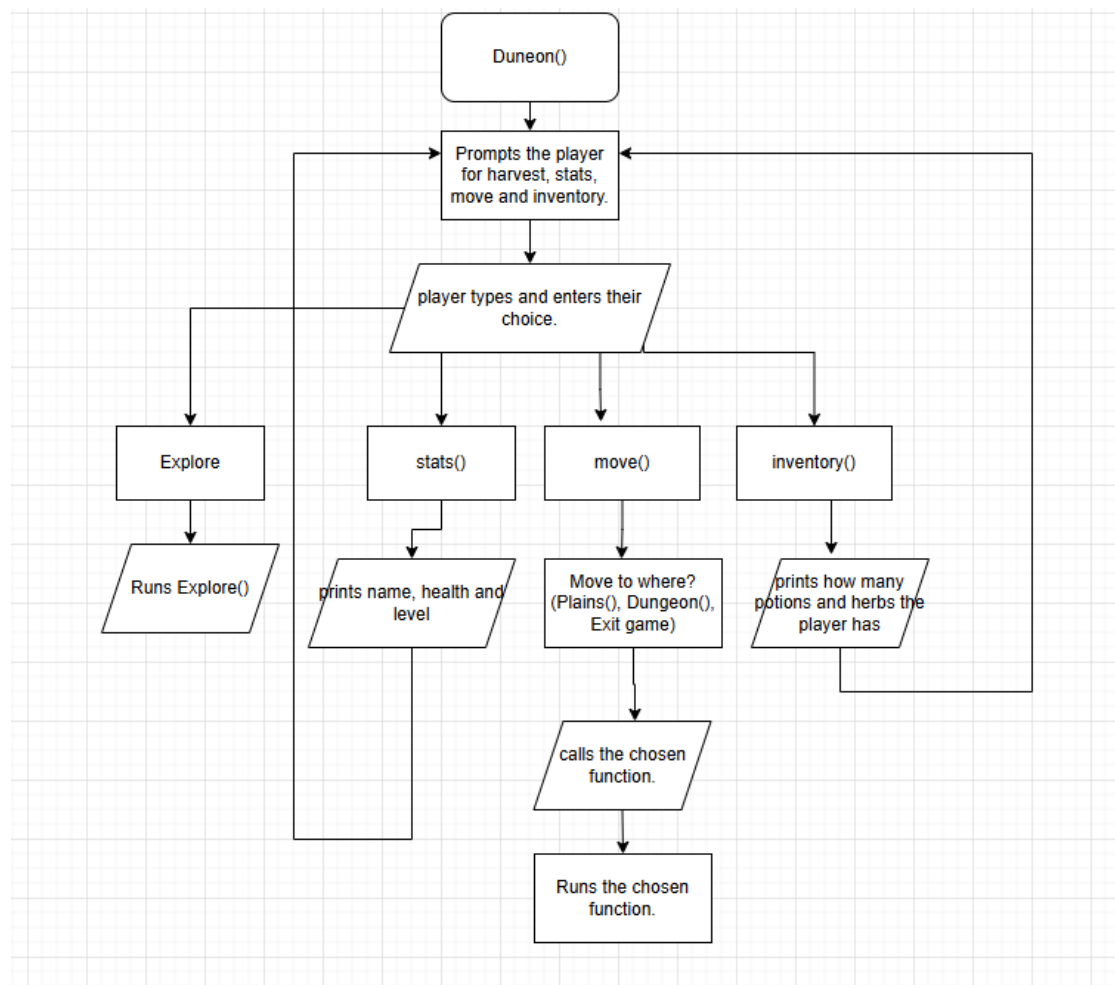 Duneon()
Prompts the player
for harvest, stats,
move and inventory.
player types and enters their
choice.
Explore
stats()
move()
inventory()
Runs Explore()
prints name, health and
level
Move to where?
(Plains(), Dungeon(),
Exit game)
prints how many
potions and herbs the
player has
calls the chosen
function.
Runs the chosen
function.